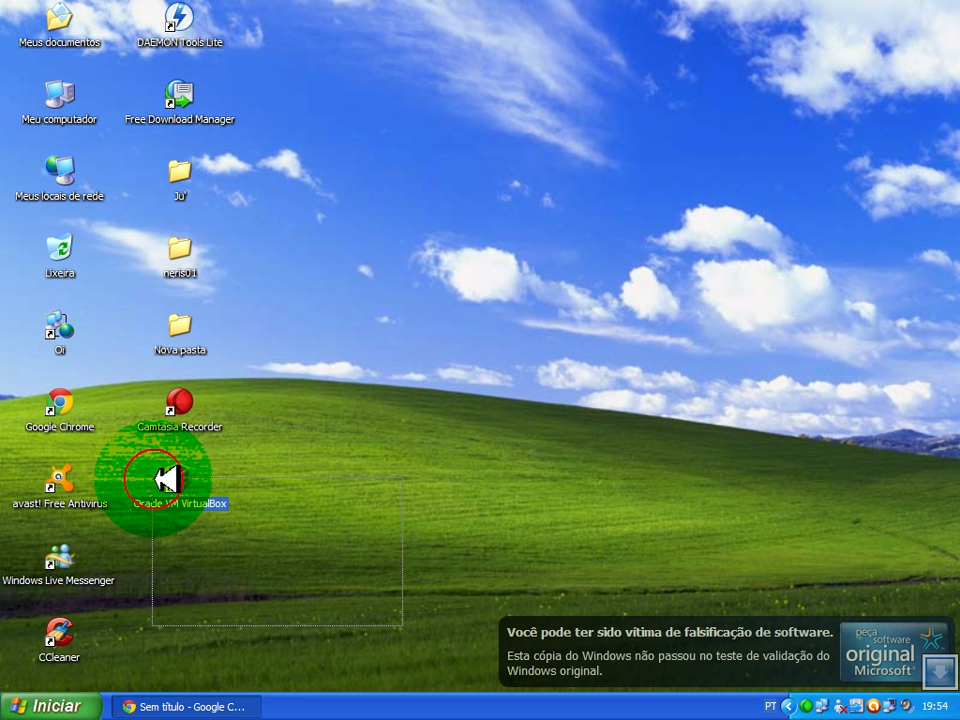 Meus documentos
DAEMON Tools Lite
Meu computador
Free Download Manager
Meus locais de rede
Ju'
Lixeira
neris01
Oi
Nova pasta
Google Chrome
Camtasia Recorder
avast! Free Antivirus
Oracle VM VirtualBox
Windows Live Messenger
CCleaner
Você pode ter sido vítima de falsificação de software.
Esta cópia do Windows não passou no teste de validação do
Windows original.
peça
software
original
Microsoft
Iniciar
Sem título - Google C...
PT
19:54